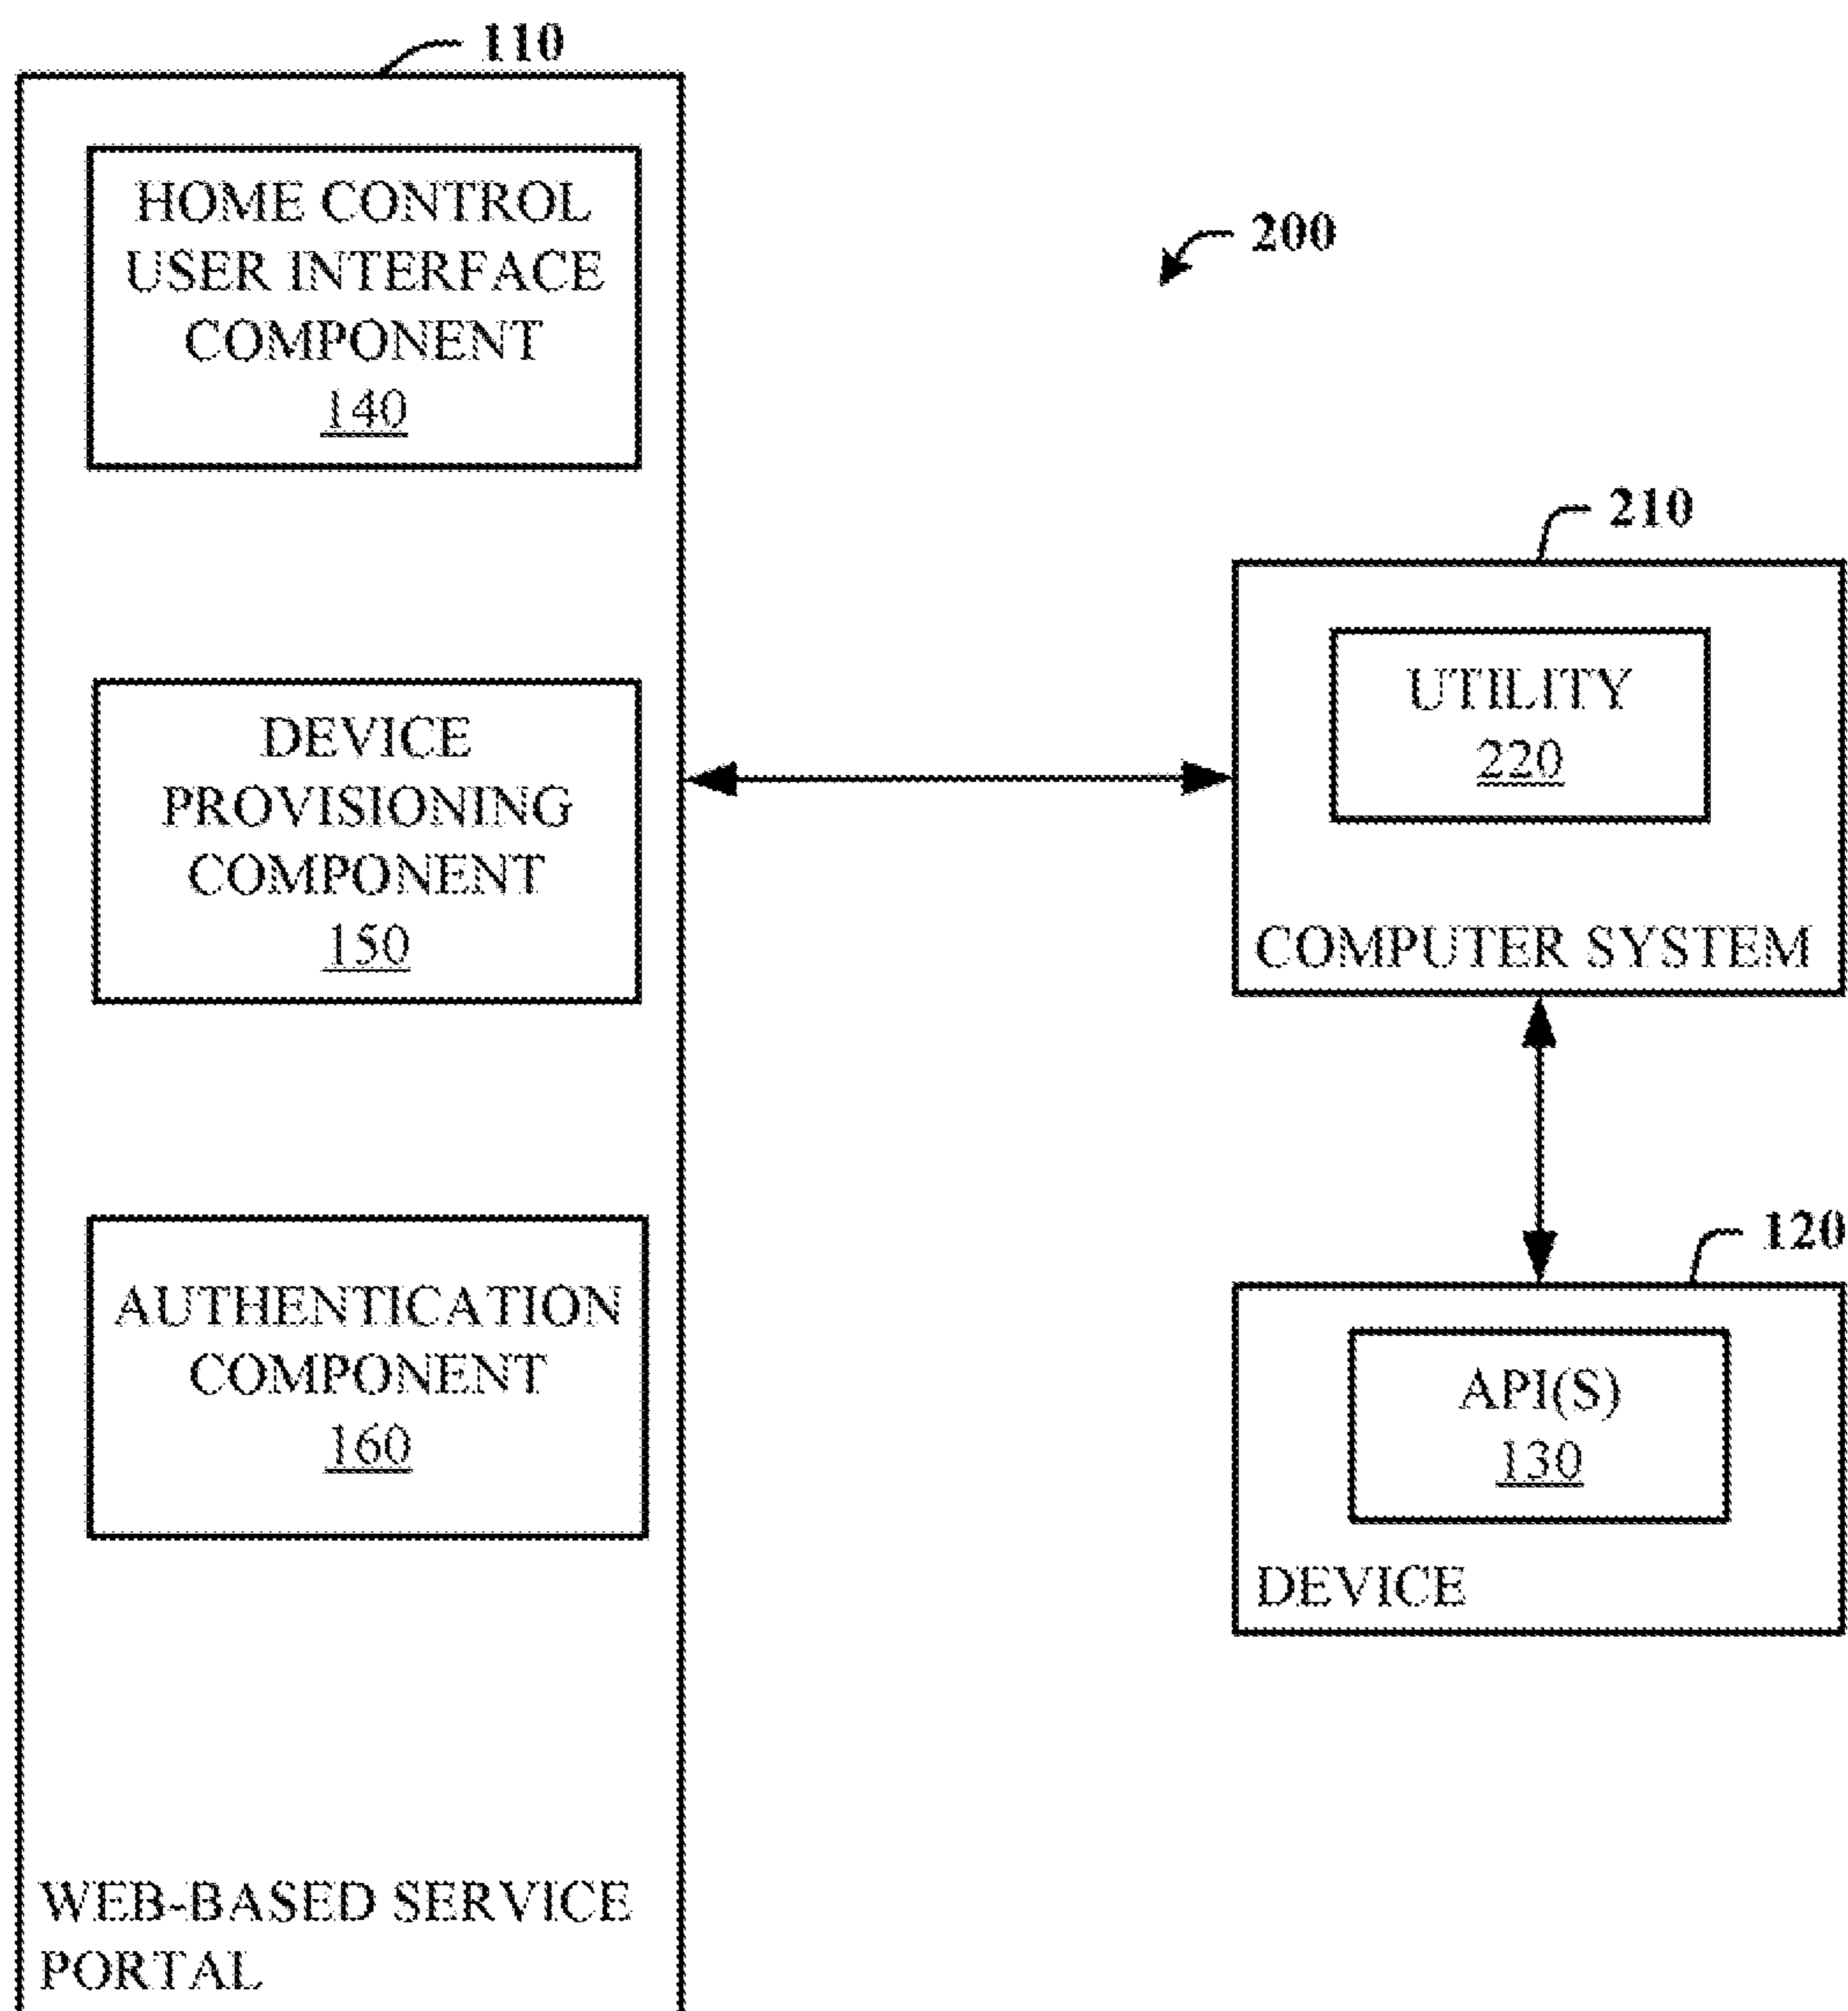 110
HOME CONTROL
USER INTERFACE
COMPONENT
140
200
210
DEVICE
PROVISIONING
COMPONENT
150
UTILITY
220
COMPUTER SYSTEM
120
AUTHENTICATION
COMPONENT
160
API(S)
130
DEVICE
WEB-BASED SERVICE
PORTAL